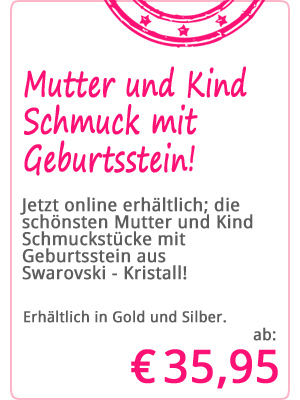 Mutter und Kind
Schmuck mit
Geburtsstein!
Jetzt online erhältlich; die
schönsten Mutter und Kind
Schmuckstücke mit
Geburtsstein aus
Swarovski - Kristall!
Erhältlich in Gold und Silber.
ab:
€ 35,95